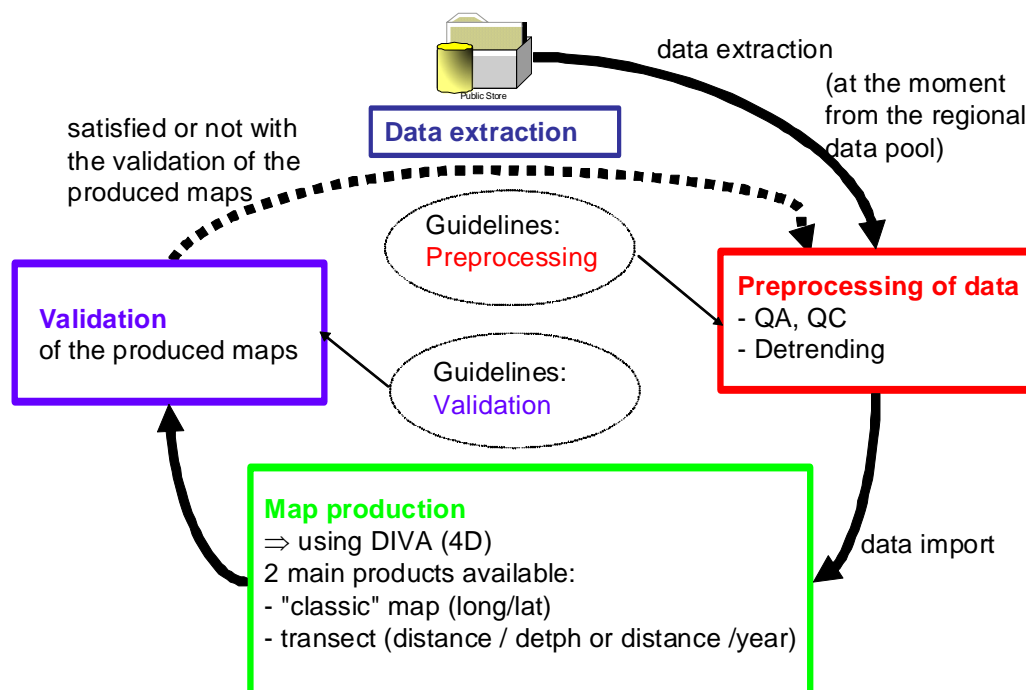 Public Store
Data extraction
data extraction
(at the moment
from the regional
data pool)
satisfied or not with
the validation of the
produced maps
Guidelines:
Preprocessing
Preprocessing of data
- QA, QC
- Detrending
Validation
of the produced maps
Guidelines:
Validation
Map production
⇒ using DIVA (4D)
2 main products available:
- "classic" map (long/lat)
- transect (distance / detph or distance /year)
data import